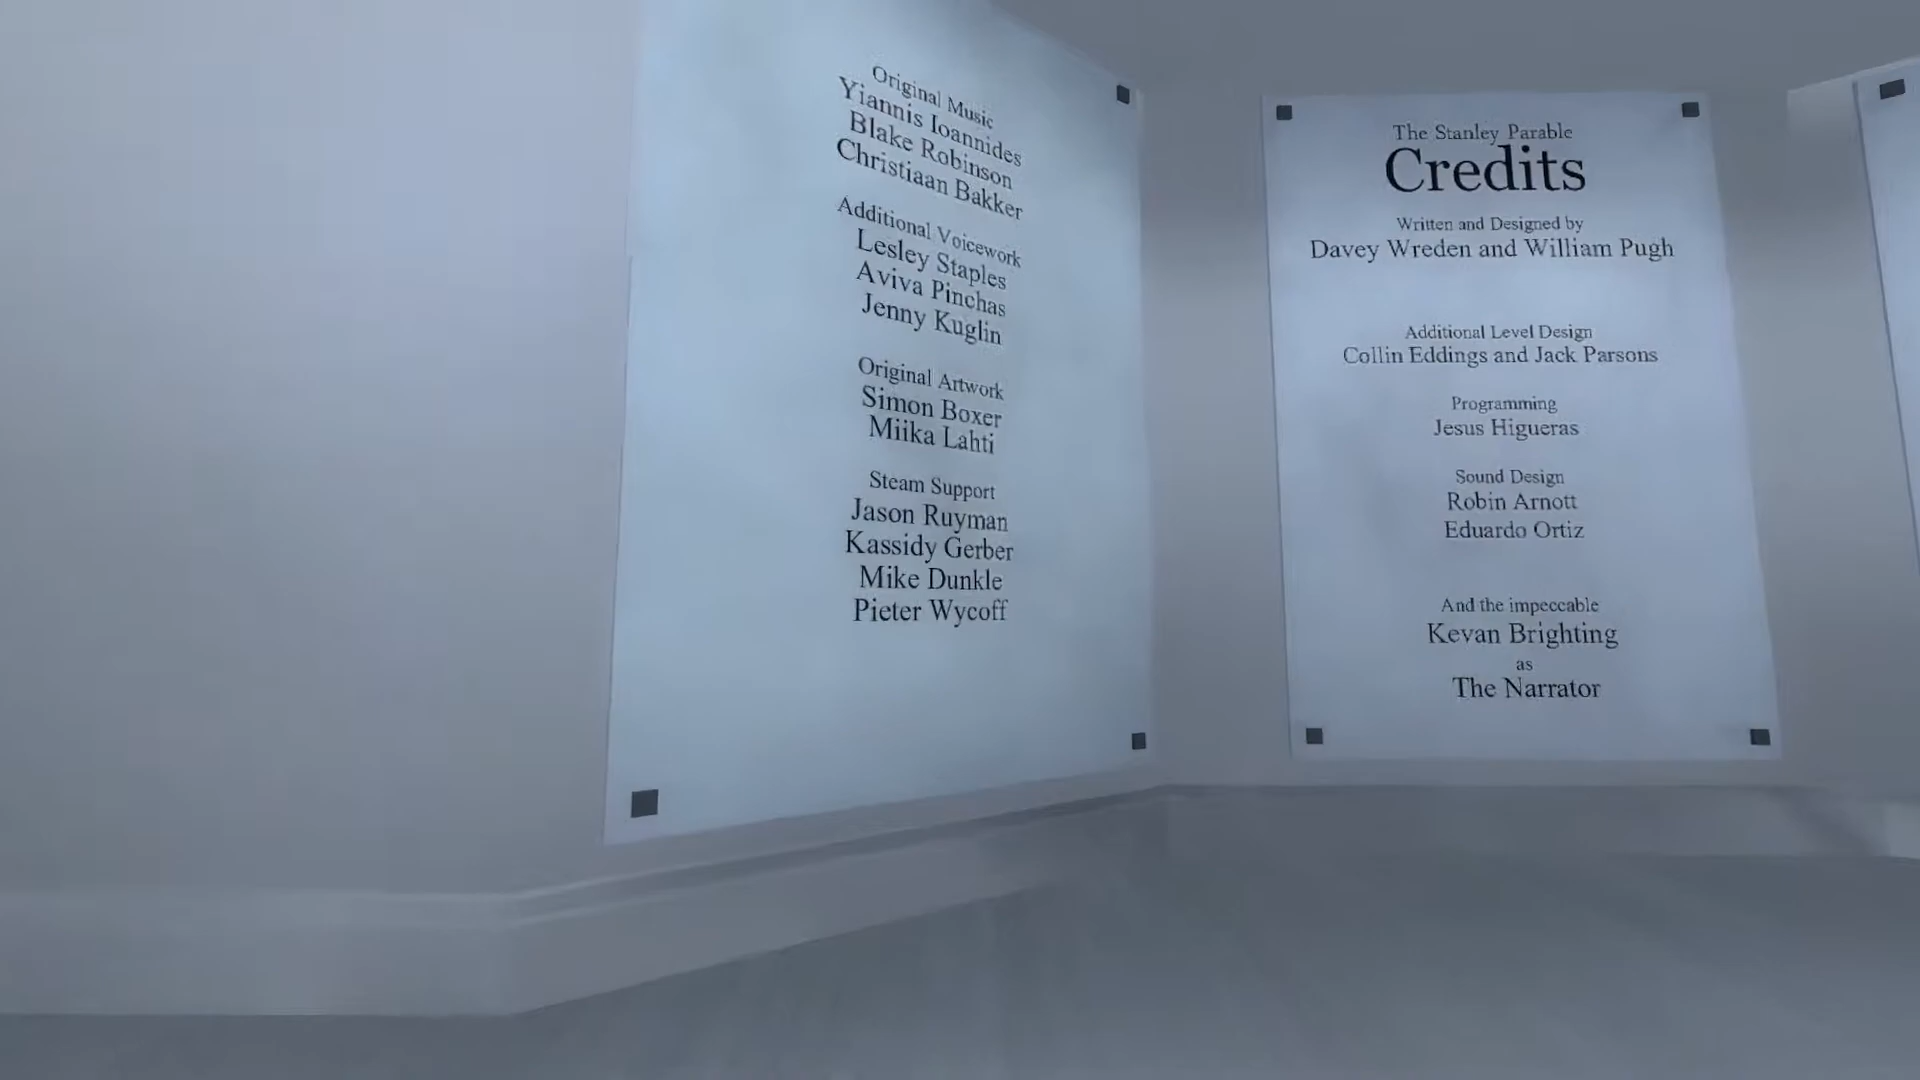 Original Music
Yiannis Ioannides
Blake Robinson
Christiaan Bakker
Additional Voicework
Lesley Staples
Aviva Pinchas
Jenny Kuglin
Original Artwork
Simon Boxer
Miika Lahti
Steam Support
Jason Ruyman
Kassidy Gerber
Mike Dunkle
Pieter Wycoff
The Stanley Parable
Credits
Written and Designed by
Davey Wreden and William Pugh
Additional Level Design
Collin Eddings and Jack Parsons
Programming
Jesus Higueras
Sound Design
Robin Arnott
Eduardo Ortiz
And the impeccable
Kevan Brighting
as
The Narrator